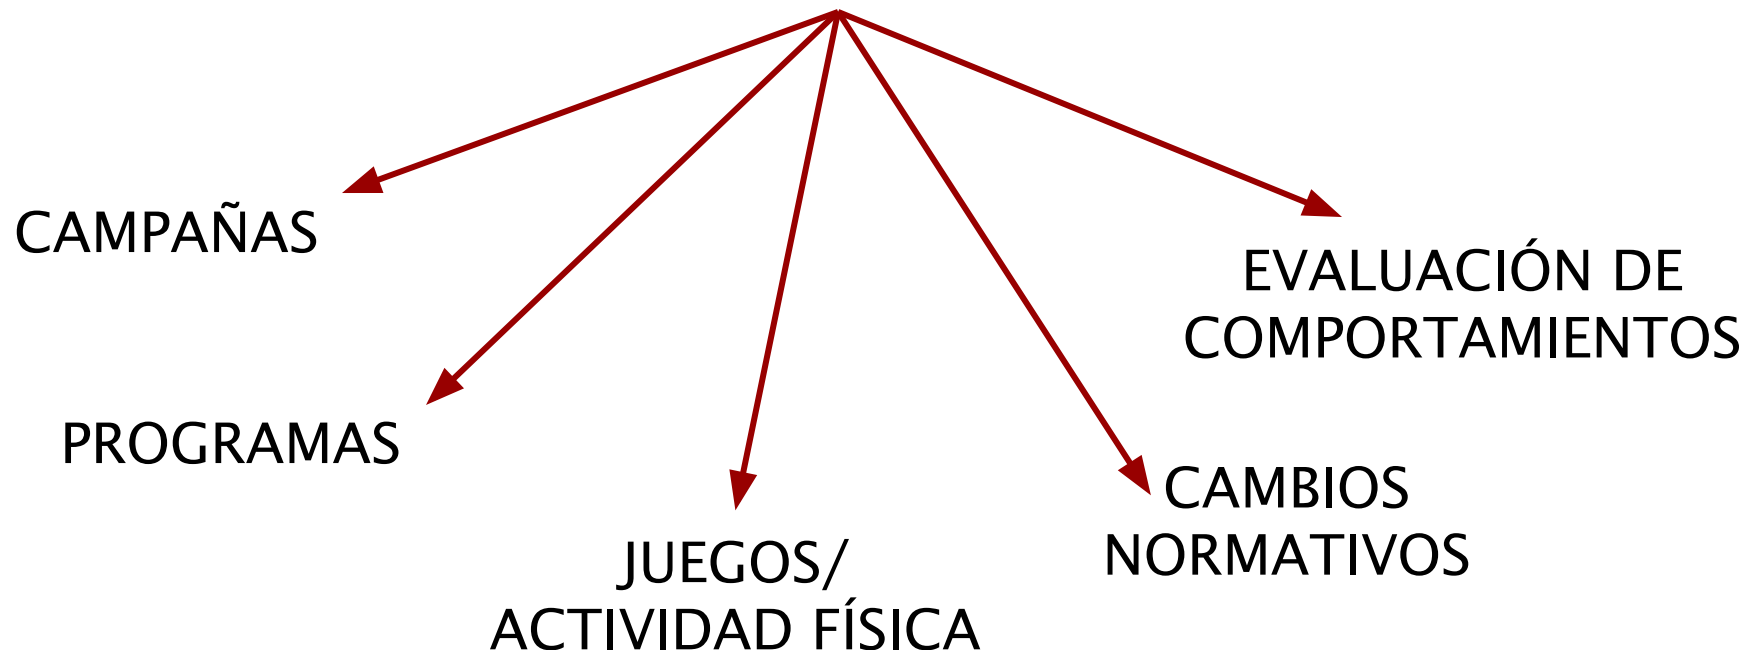 CAMPAÑAS
PROGRAMAS
JUEGOS/
ACTIVIDAD FÍSICA
CAMBIOS
NORMATIVOS
EVALUACIÓN DE
COMPORTAMIENTOS